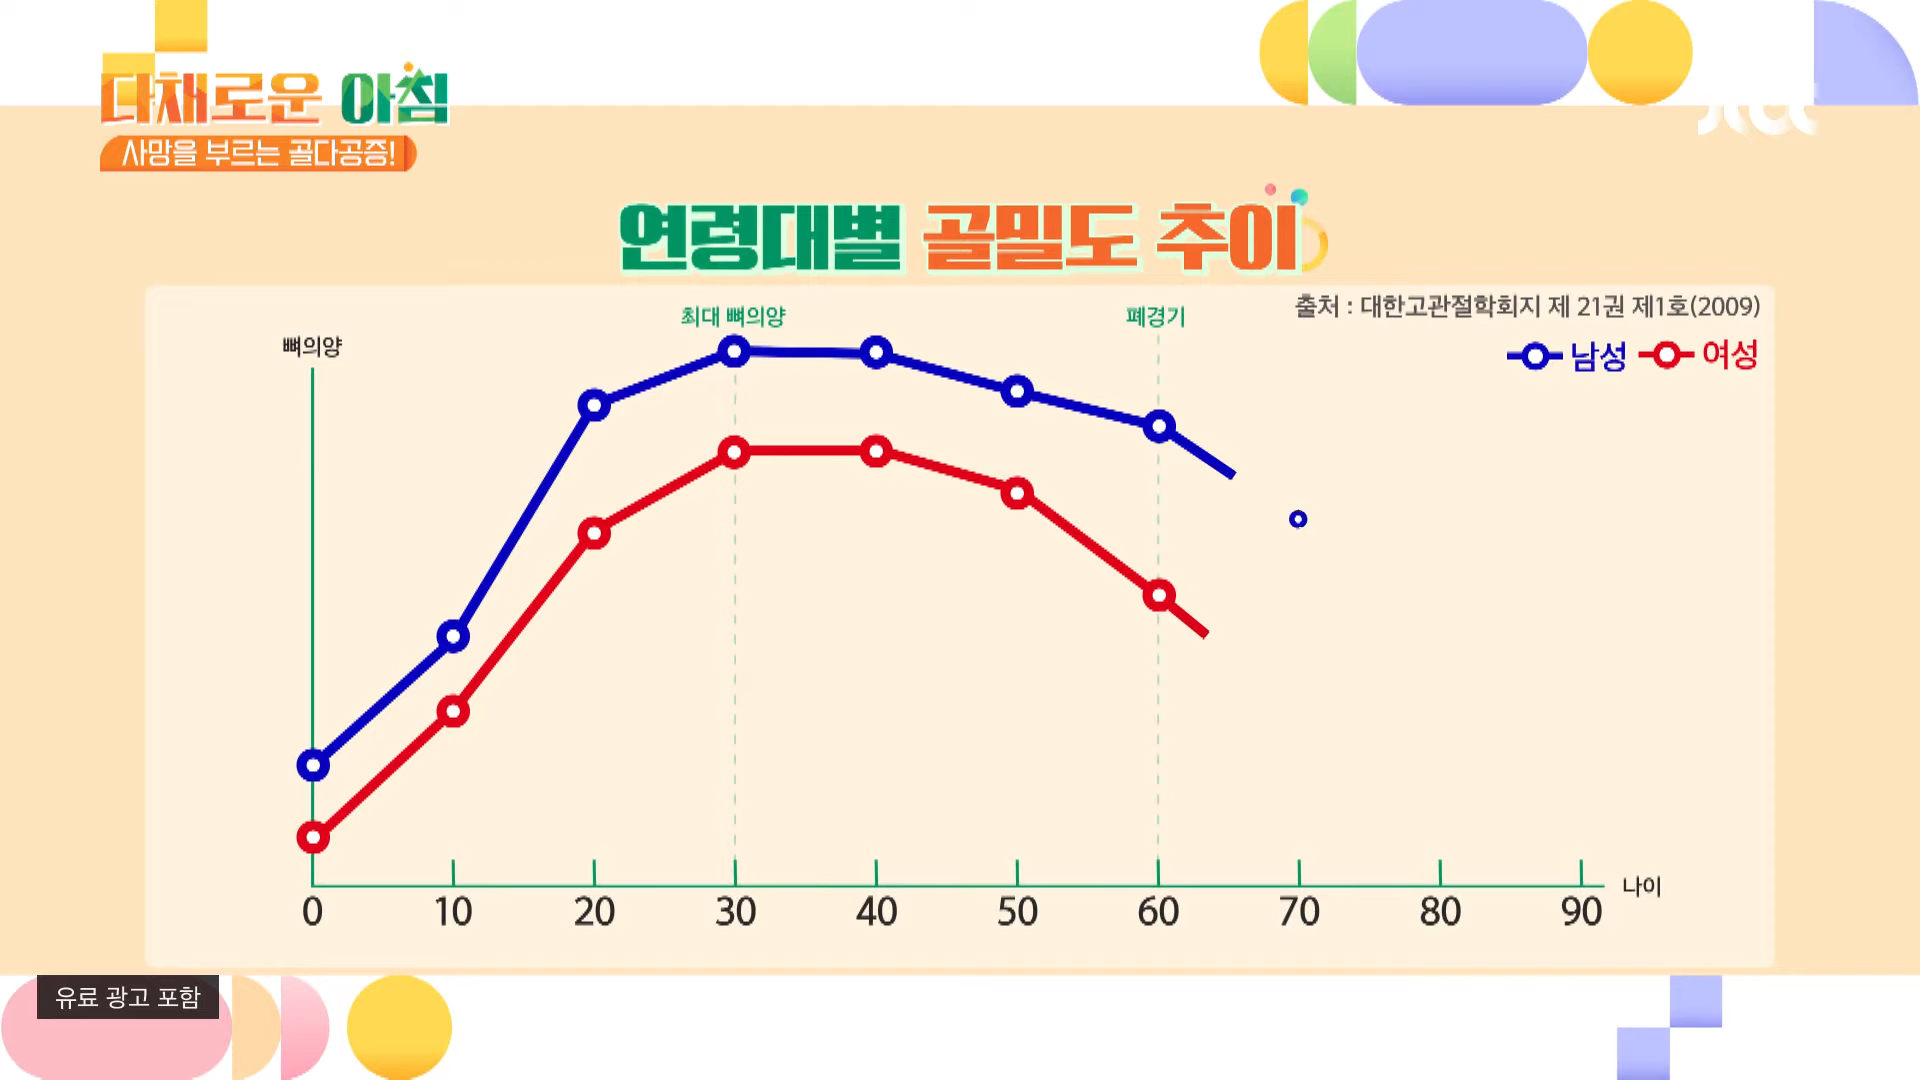 다채로운 아침
사망을 부르는 골다공증!
연령대별 골밀도 추이
출처 : 대한고관절학회지 제 21권 제1호(2009)
최대 뼈의양
폐경기
뼈의양
남성 여성
나이
0 10 20 30 40 50 60 70 80 90
유료 광고 포함